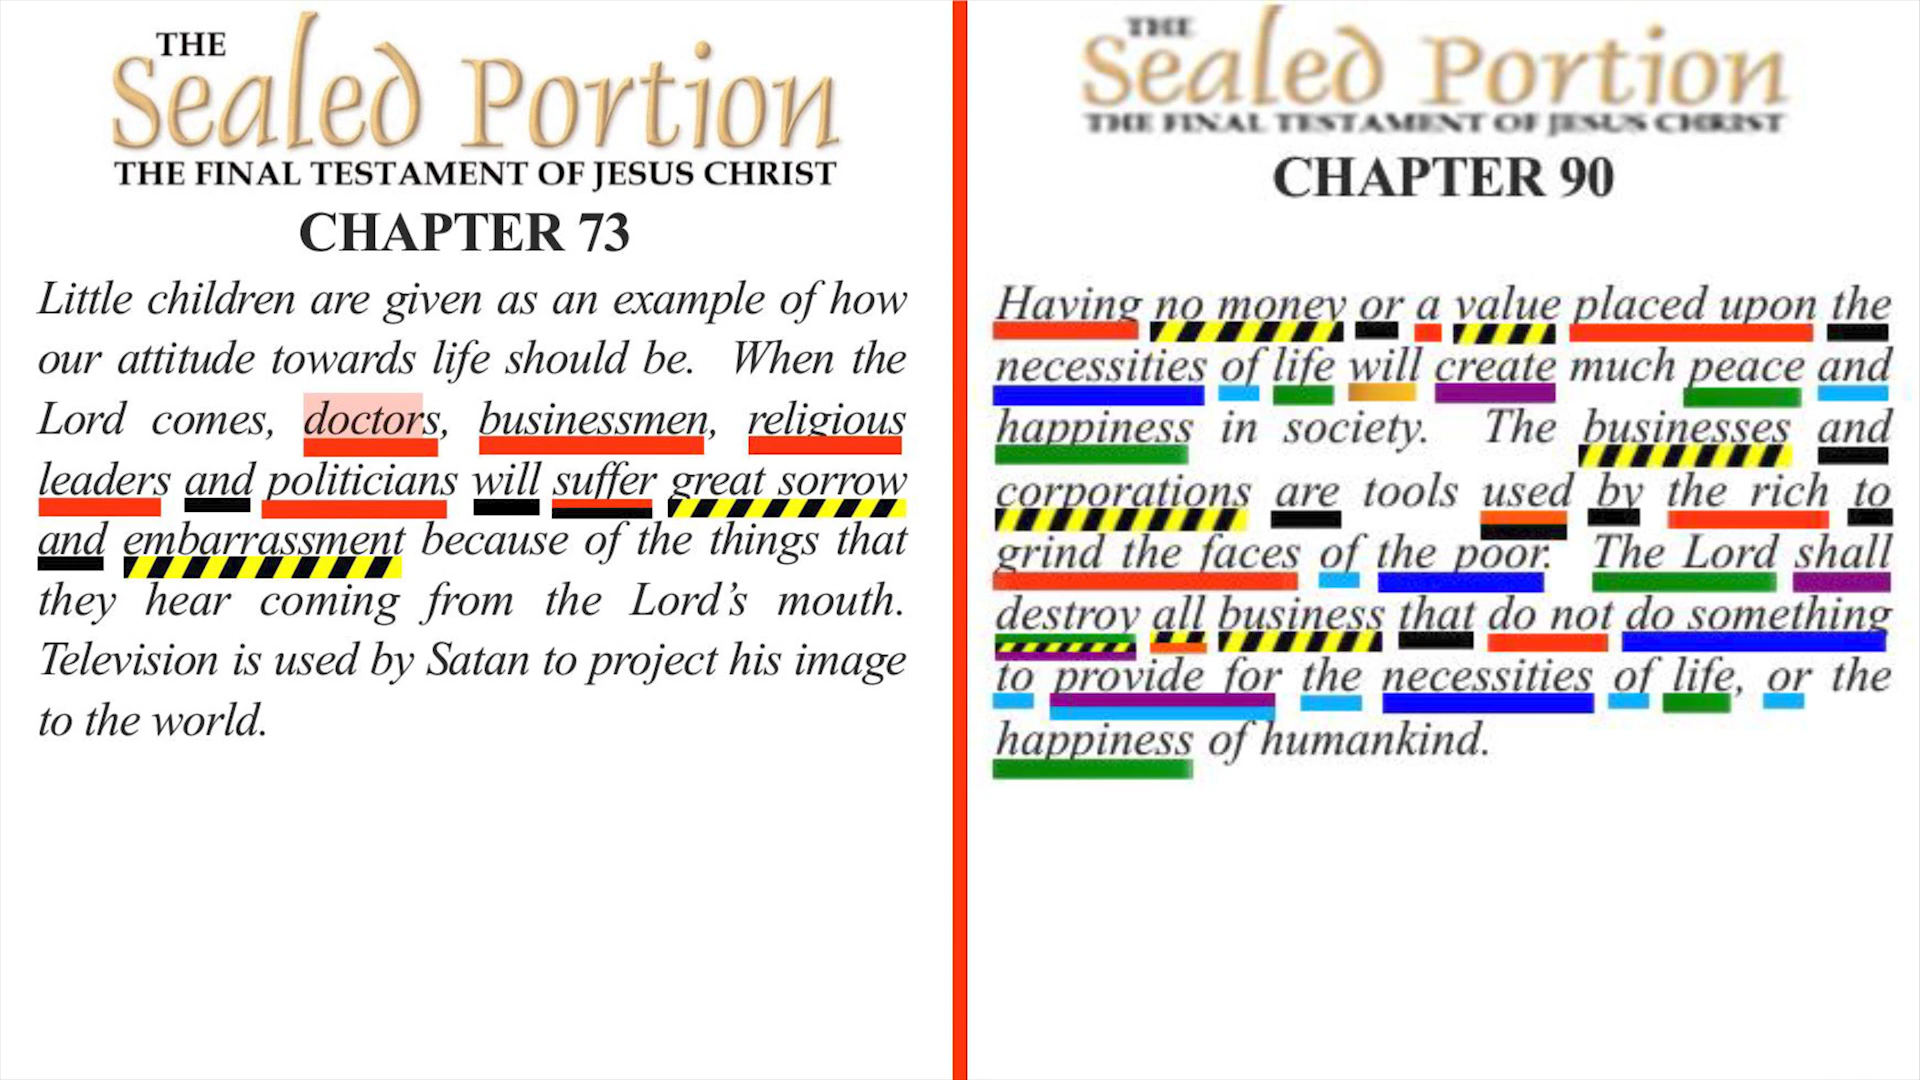 THE
Sealed Portion
THE FINAL TESTAMENT OF JESUS CHRIST
CHAPTER 73
Little children are given as an example of how
our attitude towards life should be. When the
Lord comes, doctors, businessmen, religious
leaders and politicians will suffer great sorrow
and embarrassment because of the things that
they hear coming from the Lord’s mouth.
Television is used by Satan to project his image
to the world.
THE
Sealed Portion
THE FINAL TESTAMENT OF JESUS CHRIST
CHAPTER 90
Having no money or a value placed upon the
necessities of life will create much peace and
happiness in society. The businesses and
corporations are tools used by the rich to
grind the faces of the poor. The Lord shall
destroy all business that do not do something
to provide for the necessities of life, or the
happiness of humankind.